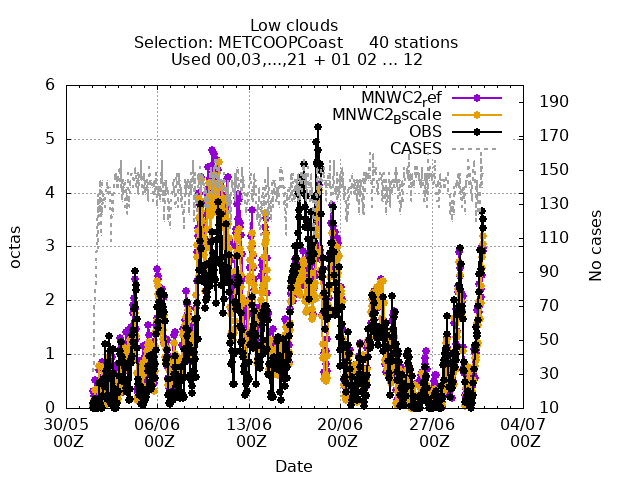 Low clouds
Selection: METCOOPCoast 40 stations
Used 00,03,...,21 + 01 02 ... 12
MNWC2_ref
MNWC2_Bscale
OBS
CASES
6
5
4
3
2
1
0
190
170
150
130
110
90
70
50
30
10
octas
No cases
30/05 06/06 13/06 20/06 27/06 04/07
00Z 00Z 00Z 00Z 00Z 00Z
Date